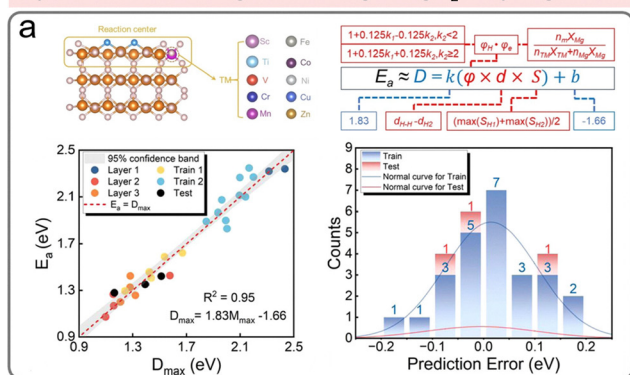 a
Reaction center
TM
Sc
Fe
Ti
Co
V
Ni
Cr
Cu
Mn
Zn
1+0.125k₁-0.125k₂,k₂<2
1+0.125k₁+0.125k₂,k₂≥2
φH • φe
nmXMg
nTMXTM+nMgXMg
Ea ≈ D = k(φ × d × S) + b
1.83
dH-H-dH2
(max(SH1)+max(SH2))/2
-1.66
Ea (eV)
2.5
2.1
1.7
1.3
0.9
95% confidence band
Layer 1
Train 1
Layer 2
Train 2
Layer 3
Test
Ea = Dmax
R² = 0.95
Dmax= 1.83Mmax -1.66
0.9 1.3 1.7 2.1 2.5
Dmax (eV)
Counts
9
8
7
6
5
4
3
2
1
0
Train
Test
Normal curve for Train
Normal curve for Test
7
1
5
1
3
3
1
3
2
1
1
−0.2 −0.1 0.0 0.1 0.2
Prediction Error (eV)